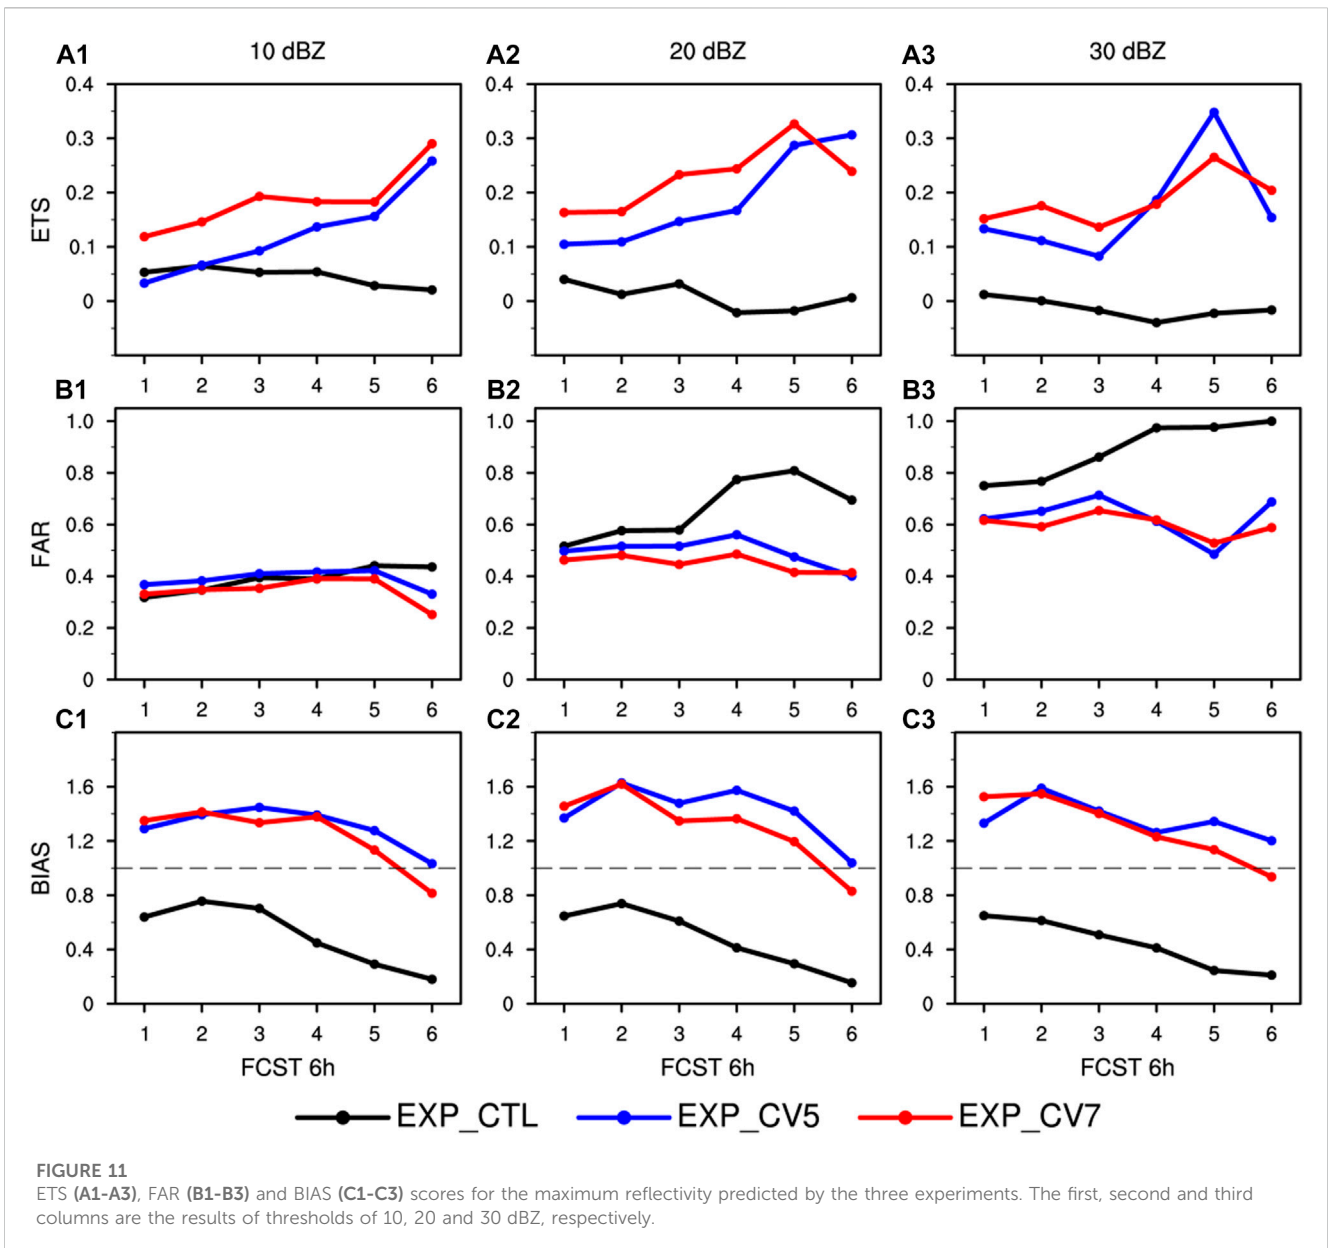 A1 10 dBZ A2 20 dBZ A3 30 dBZ
0.4 0.4 0.4
0.3 0.3 0.3
0.2 0.2 0.2
0.1 0.1 0.1
0 0 0
ETS
1 2 3 4 5 6 1 2 3 4 5 6 1 2 3 4 5 6
B1 B2 B3
1.0 1.0 1.0
0.8 0.8 0.8
0.6 0.6 0.6
0.4 0.4 0.4
0.2 0.2 0.2
0 0 0
FAR
1 2 3 4 5 6 1 2 3 4 5 6 1 2 3 4 5 6
C1 C2 C3
1.6 1.6 1.6
1.2 1.2 1.2
0.8 0.8 0.8
0.4 0.4 0.4
0 0 0
BIAS
1 2 3 4 5 6 1 2 3 4 5 6 1 2 3 4 5 6
FCST 6h FCST 6h FCST 6h
EXP_CTL EXP_CV5 EXP_CV7
FIGURE 11
ETS (A1-A3), FAR (B1-B3) and BIAS (C1-C3) scores for the maximum reflectivity predicted by the three experiments. The first, second and third
columns are the results of thresholds of 10, 20 and 30 dBZ, respectively.